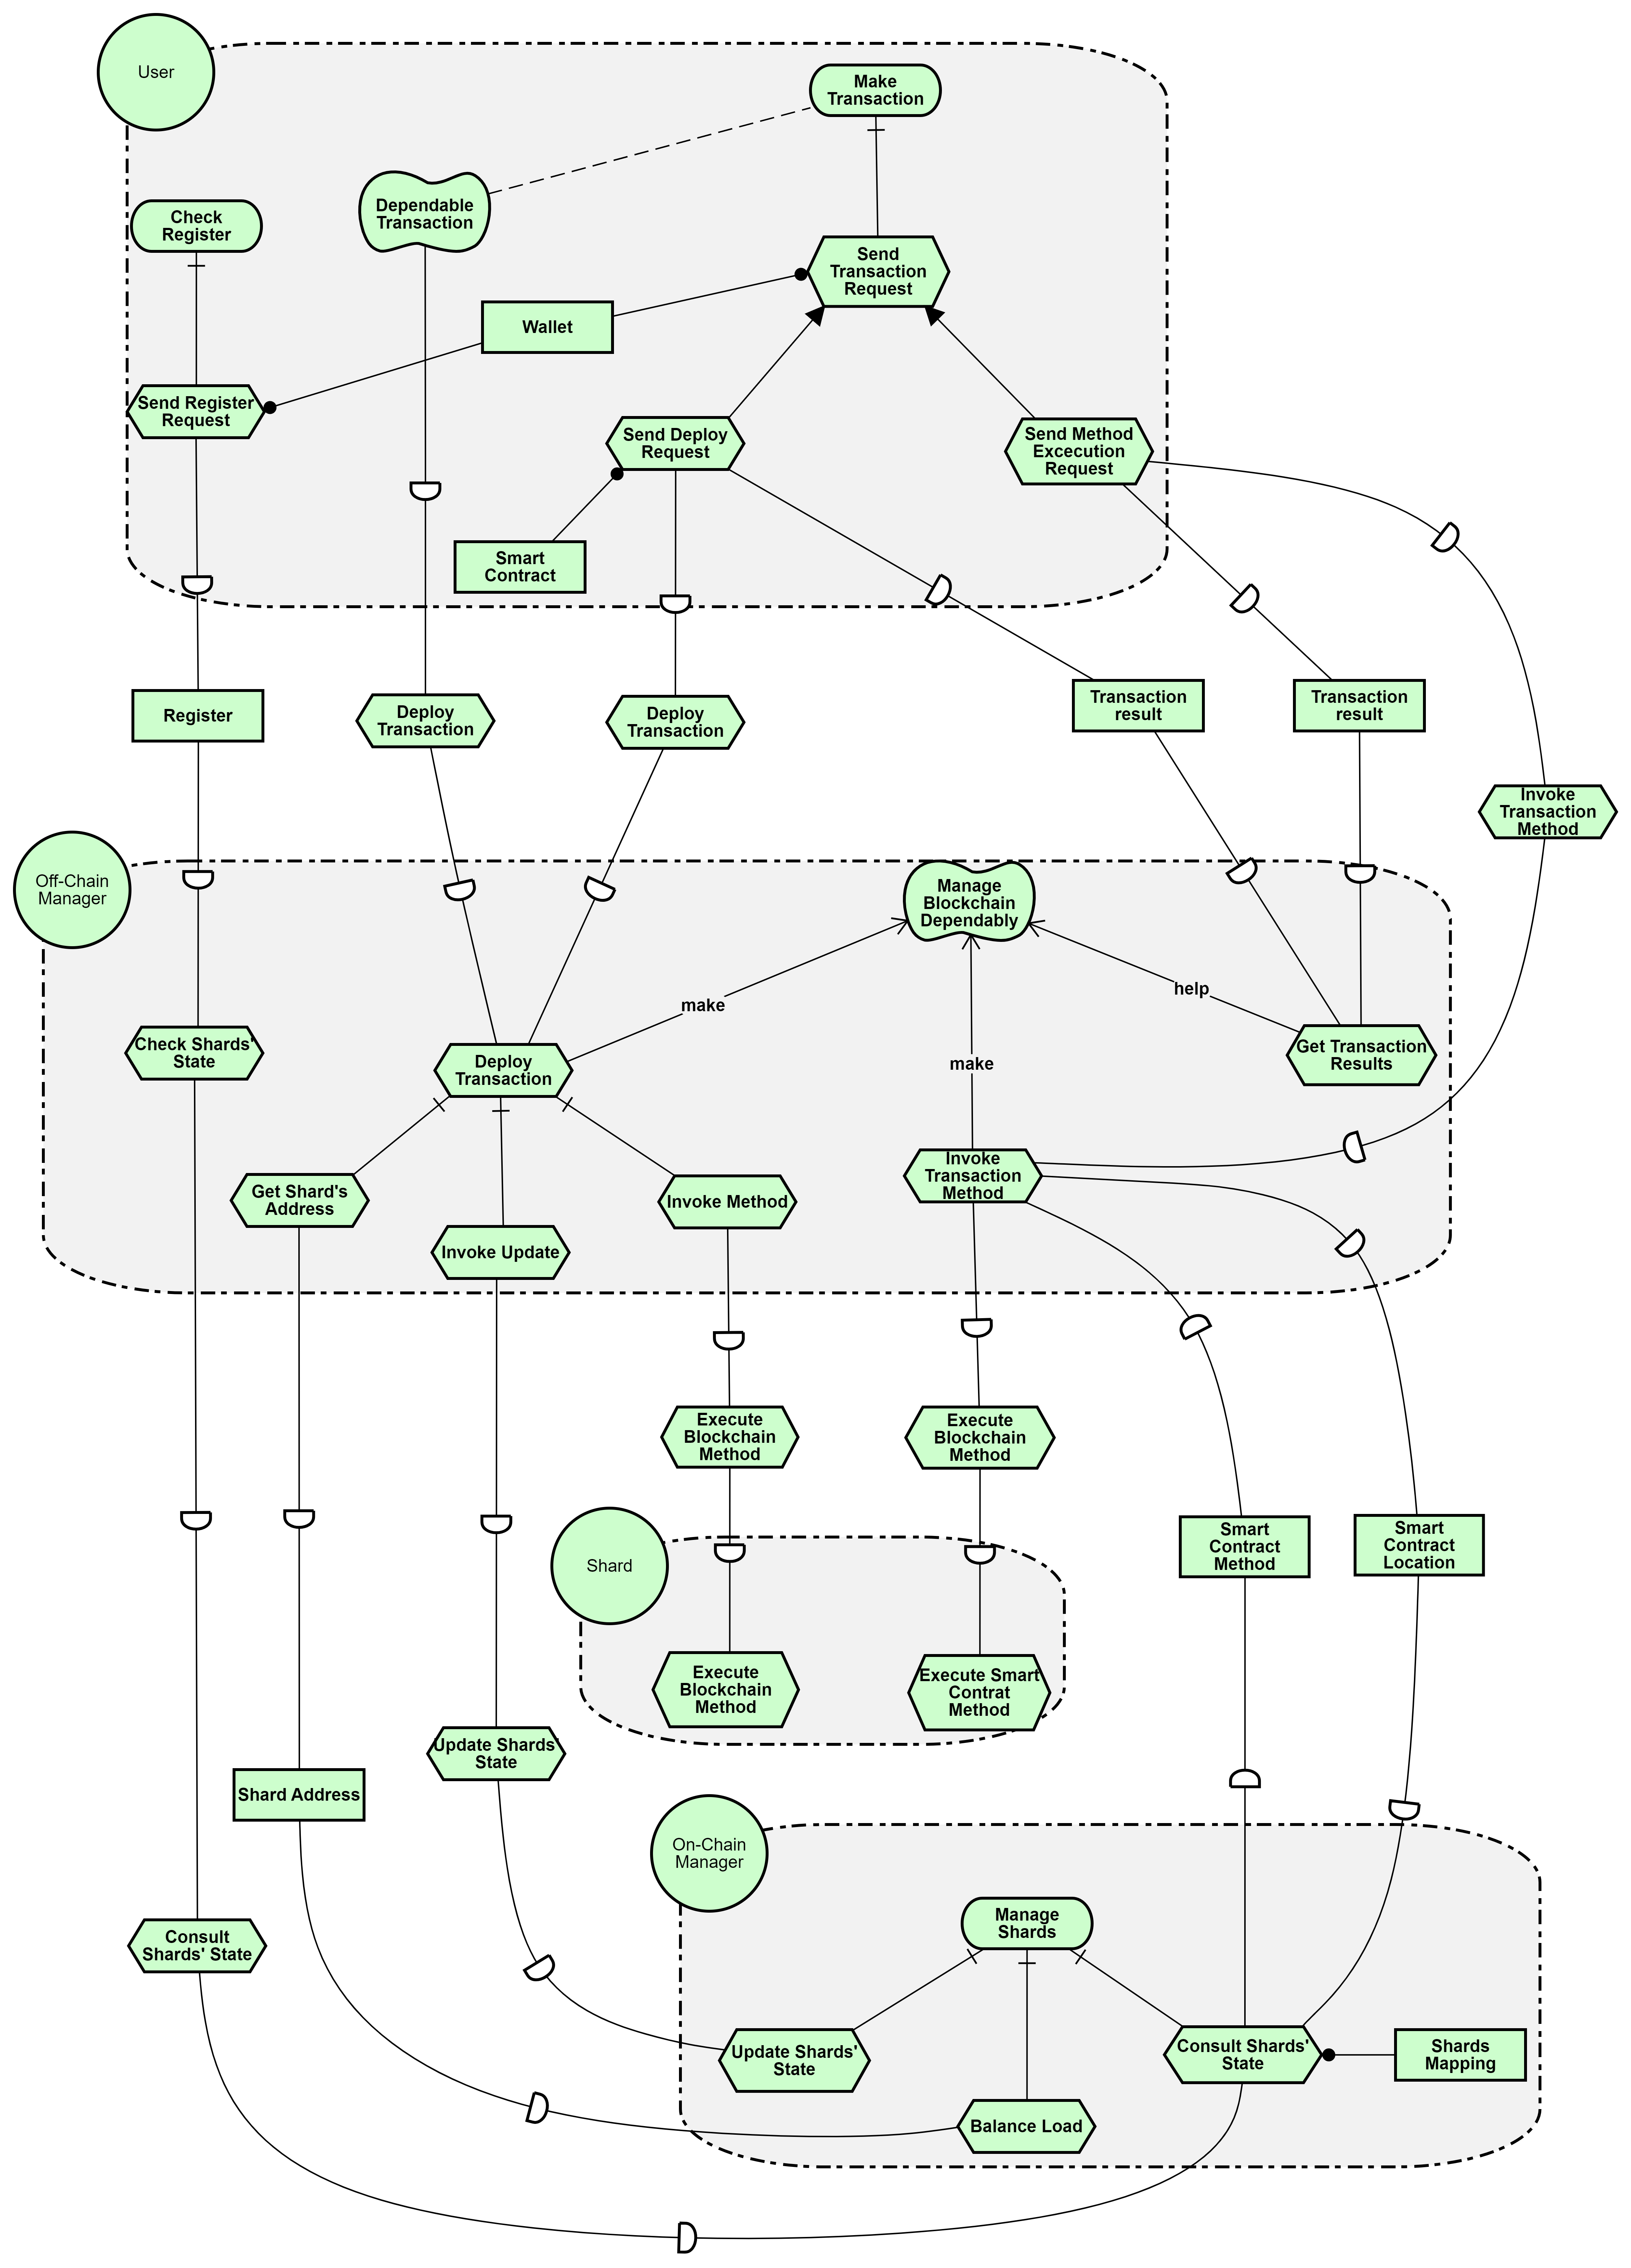 User
Make
Transaction
Dependable
Transaction
Check
Register
Send
Transaction
Request
Wallet
Send Register
Request
Send Deploy
Request
Send Method
Excecution
Request
Smart
Contract
Register
Deploy
Transaction
Deploy
Transaction
Transaction
result
Transaction
result
Invoke
Transaction
Method
Off-Chain
Manager
Manage
Blockchain
Dependably
make
help
make
Check Shards'
State
Deploy
Transaction
Get Transaction
Results
Get Shard's
Address
Invoke Update
Invoke Method
Invoke
Transaction
Method
Execute
Blockchain
Method
Execute
Blockchain
Method
Smart
Contract
Method
Smart
Contract
Location
Shard
Execute
Blockchain
Method
Execute Smart
Contrat
Method
Update Shards'
State
Shard Address
On-Chain
Manager
Consult
Shards' State
Manage
Shards
Update Shards'
State
Consult Shards'
State
Shards
Mapping
Balance Load